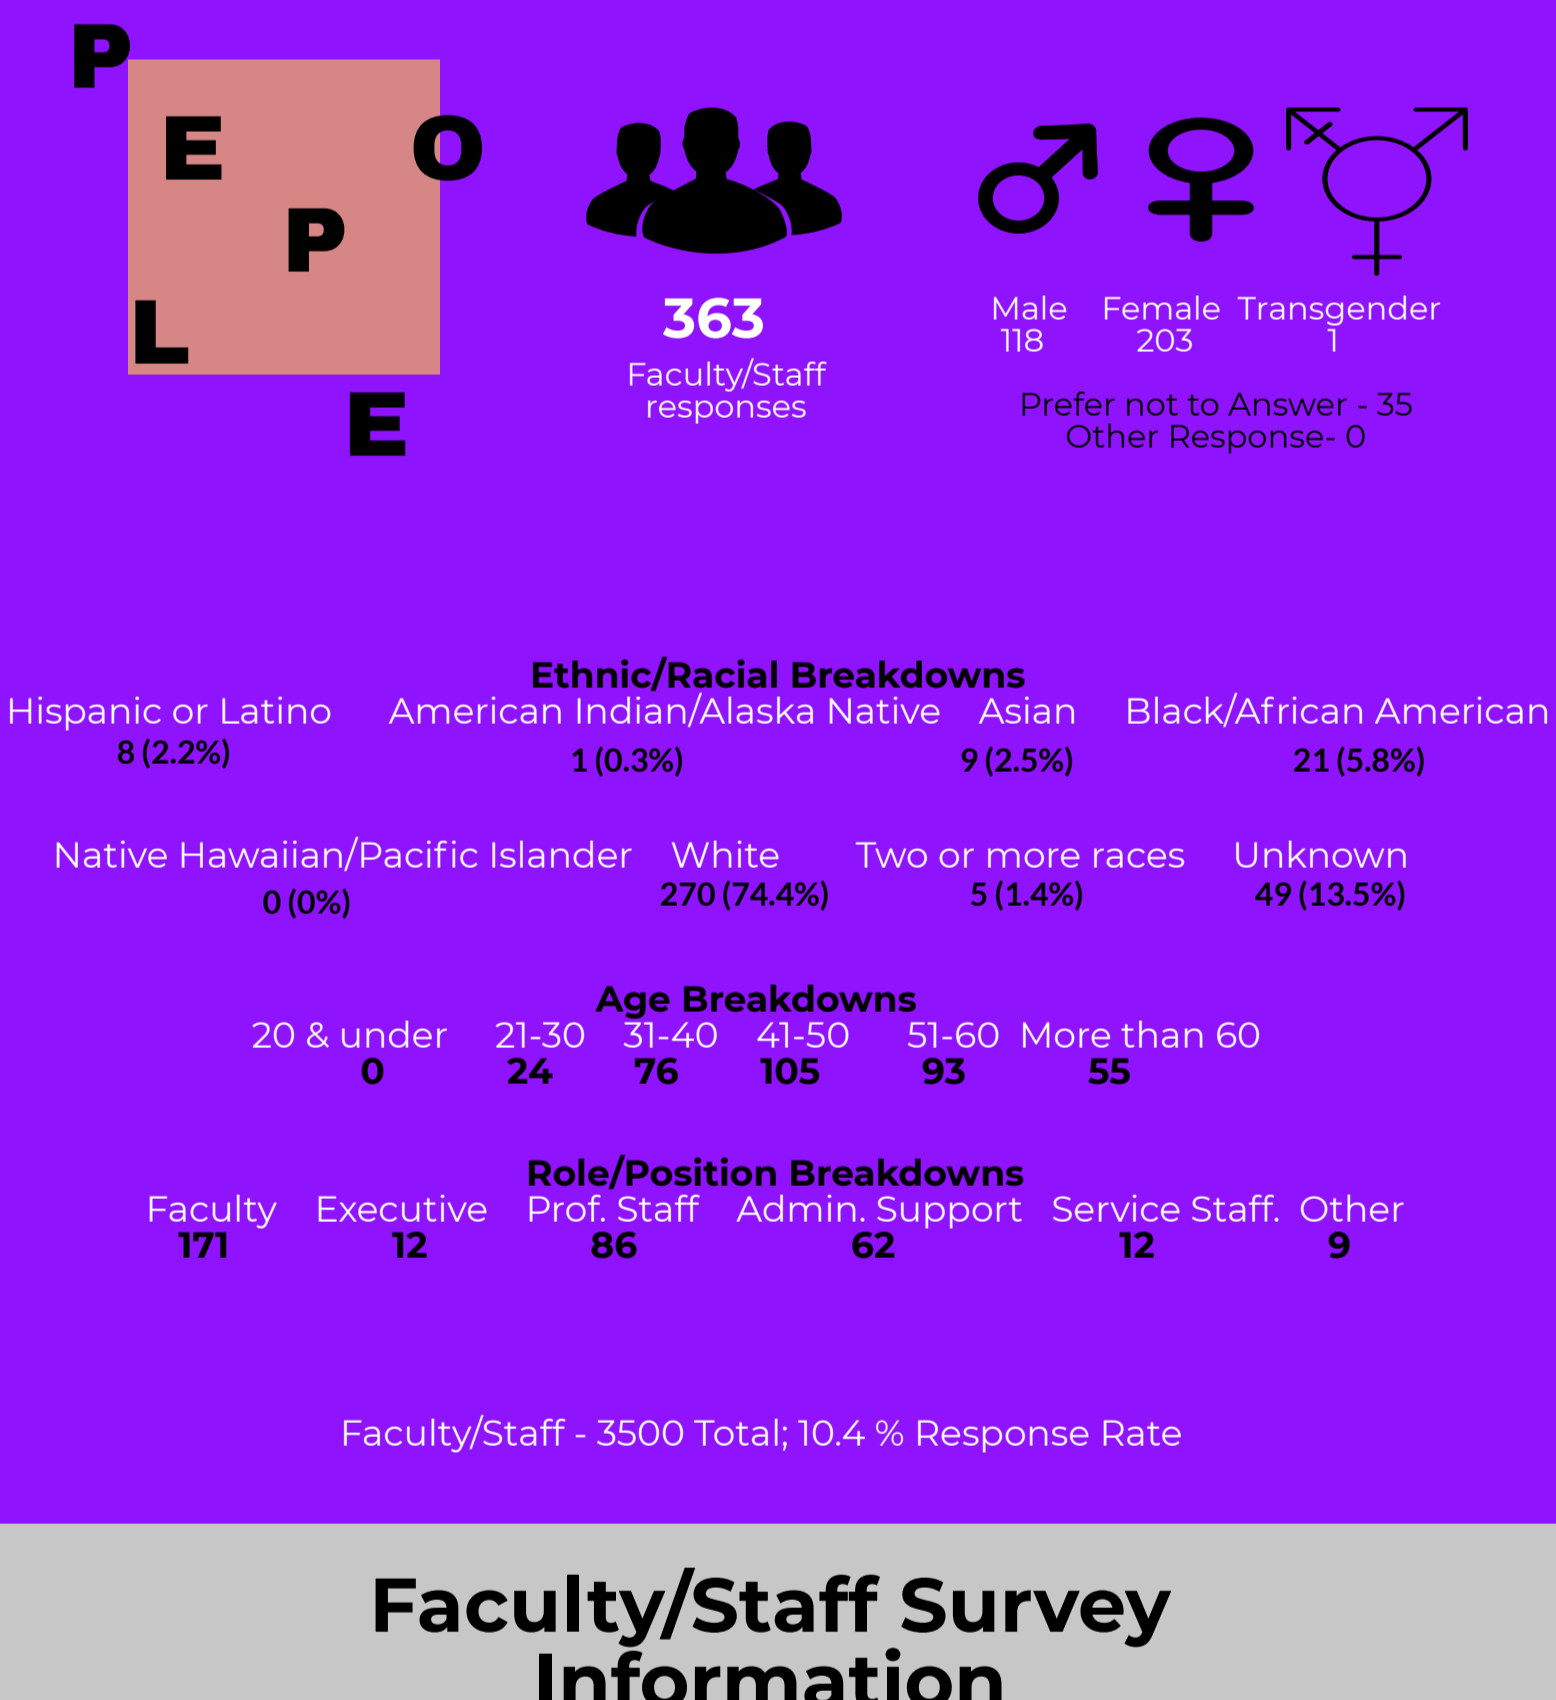 PEOPLE
363
Faculty/Staff
responses
Male Female Transgender
118 203 1
Prefer not to Answer - 35
Other Response- 0
Ethnic/Racial Breakdowns
Hispanic or Latino American Indian/Alaska Native Asian Black/African American
8 (2.2%) 1 (0.3%) 9 (2.5%) 21 (5.8%)
Native Hawaiian/Pacific Islander White Two or more races Unknown
0 (0%) 270 (74.4%) 5 (1.4%) 49 (13.5%)
Age Breakdowns
20 & under 21-30 31-40 41-50 51-60 More than 60
0 24 76 105 93 55
Role/Position Breakdowns
Faculty Executive Prof. Staff Admin. Support Service Staff. Other
171 12 86 62 12 9
Faculty/Staff - 3500 Total; 10.4 % Response Rate
Faculty/Staff Survey
Information